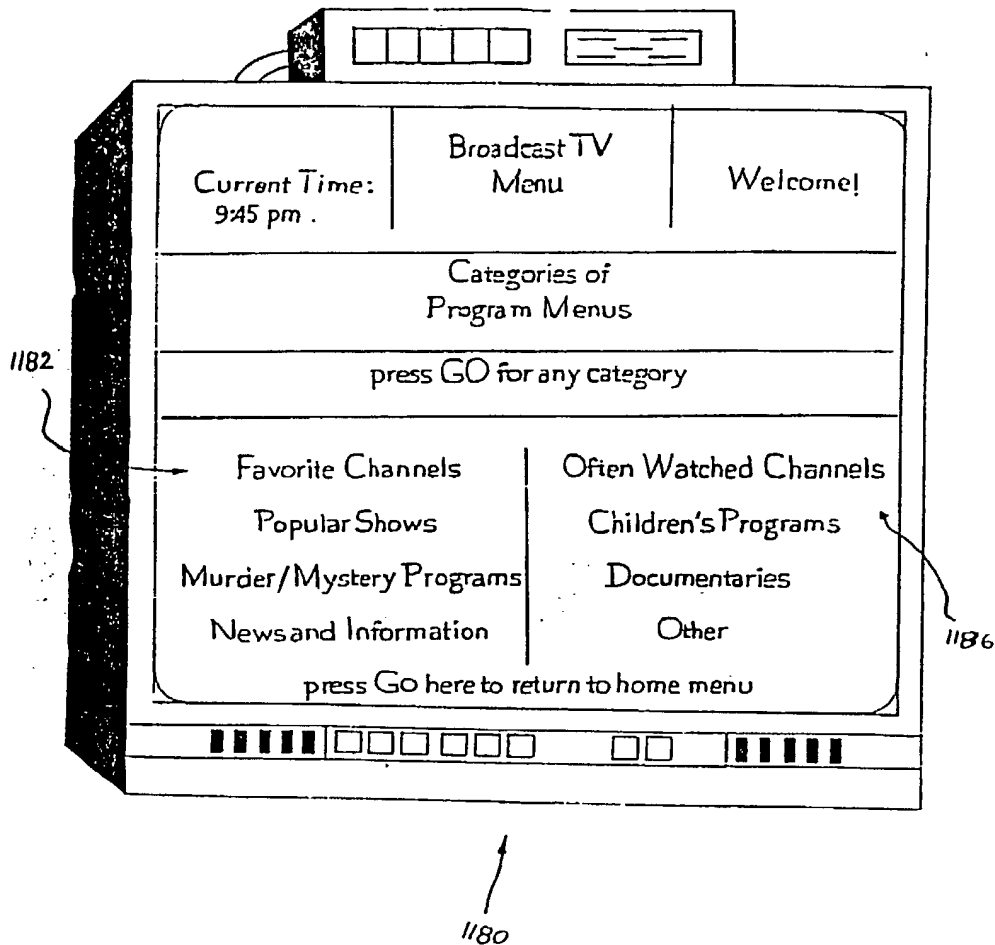 Broadcast TV
Menu
Current Time:
9:45 pm .
Welcome!
Categories of
Program Menus
press GO for any category
1182
Favorite Channels
Often Watched Channels
Popular Shows
Children's Programs
Murder/Mystery Programs
Documentaries
News and Information
Other
1186
press Go here to return to home menu
1180